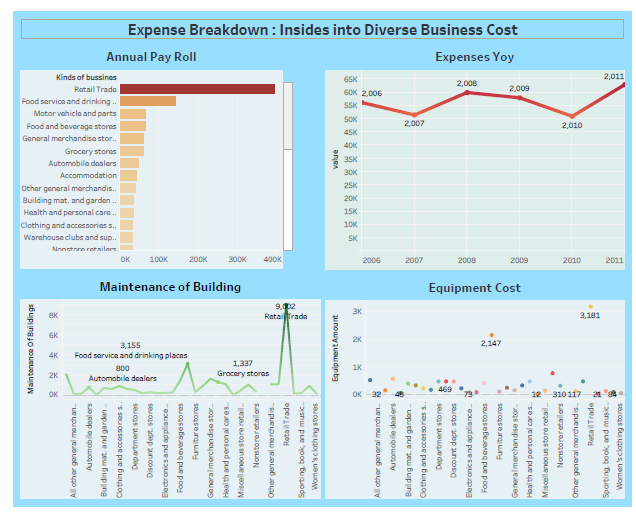 Expense Breakdown : Insides into Diverse Business Cost
Annual Pay Roll
Kinds of bussines
Retail Trade
Food service and drinking ..
Motor vehicle and parts
Food and beverage stores
General merchandise stor..
Grocery stores
Automobile dealers
Accommodation
Other general merchandis..
Building mat. and garden ..
Health and personal care ..
Clothing and accessories s..
Warehouse clubs and sup..
Nonstore retailers
0K 100K 200K 300K 400K
Expenses Yoy
value
65K
60K
55K
50K
45K
40K
35K
30K
25K
20K
15K
10K
5K
2,006
2,007
2,008
2,009
2,010
2,011
2006 2007 2008 2009 2010 2011
Maintenance of Building
Maintenance Of Buildings
8K
6K
4K
2K
0K
9,002
Retail Trade
3,155
Food service and drinking places
800
Automobile dealers
1,337
Grocery stores
All other general merchan..
Automobile dealers
Building mat. and garden ..
Clothing and accessories s..
Department stores
Discount dept. stores
Electronics and appliance ..
Food and beverage stores
Furniture stores
General merchandise stor..
Health and personal cares..
Miscellaneous store retail..
Nonstore retailers
Other general merchandis..
Retail Trade
Sporting, book, and music..
Women's clothing stores
Equipment Cost
Equipment Amount
3K
2K
1K
0K
3,181
2,147
32
48
469
73
12
310
117
21
84
All other general merchan..
Automobile dealers
Building mat. and garden ..
Clothing and accessories s..
Department stores
Discount dept. stores
Electronics and appliance ..
Food and beverage stores
Furniture stores
General merchandise stor..
Health and personal cares..
Miscellaneous store retail..
Nonstore retailers
Other general merchandis..
Retail Trade
Sporting, book, and music..
Women's clothing stores